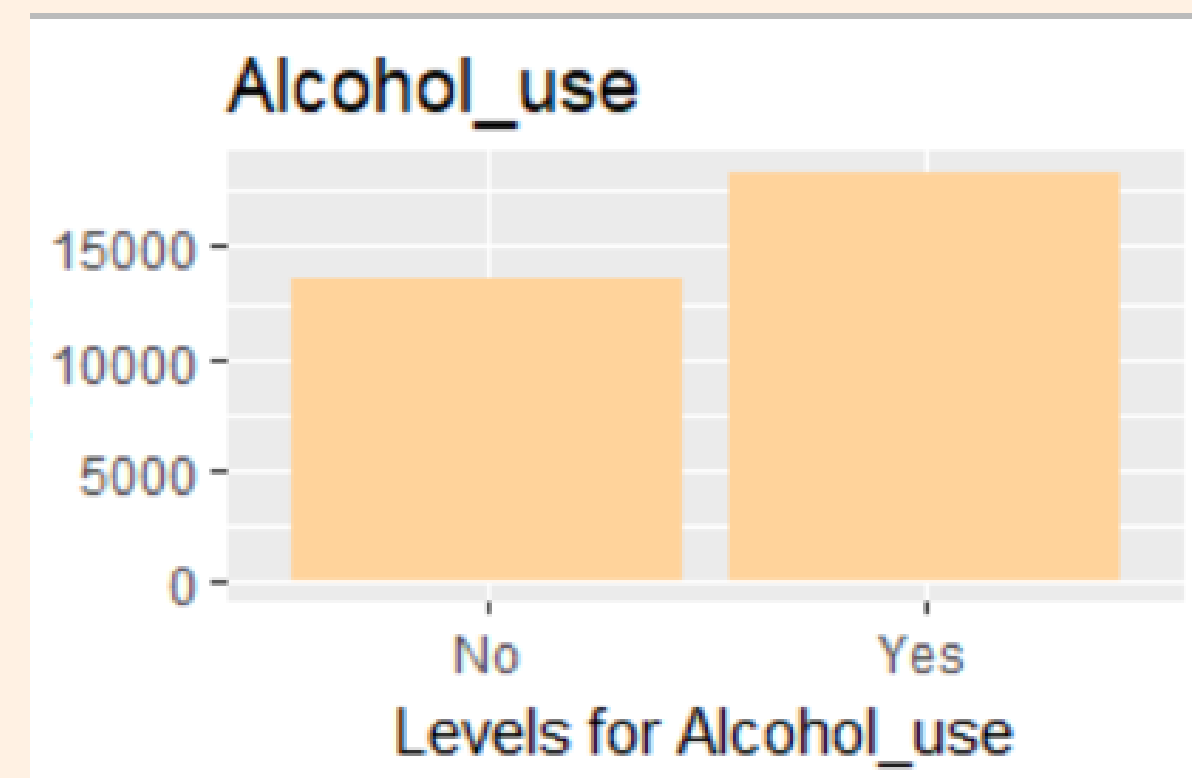 Alcohol_use
15000
10000
5000
0
No Yes
Levels for Alcohol_use